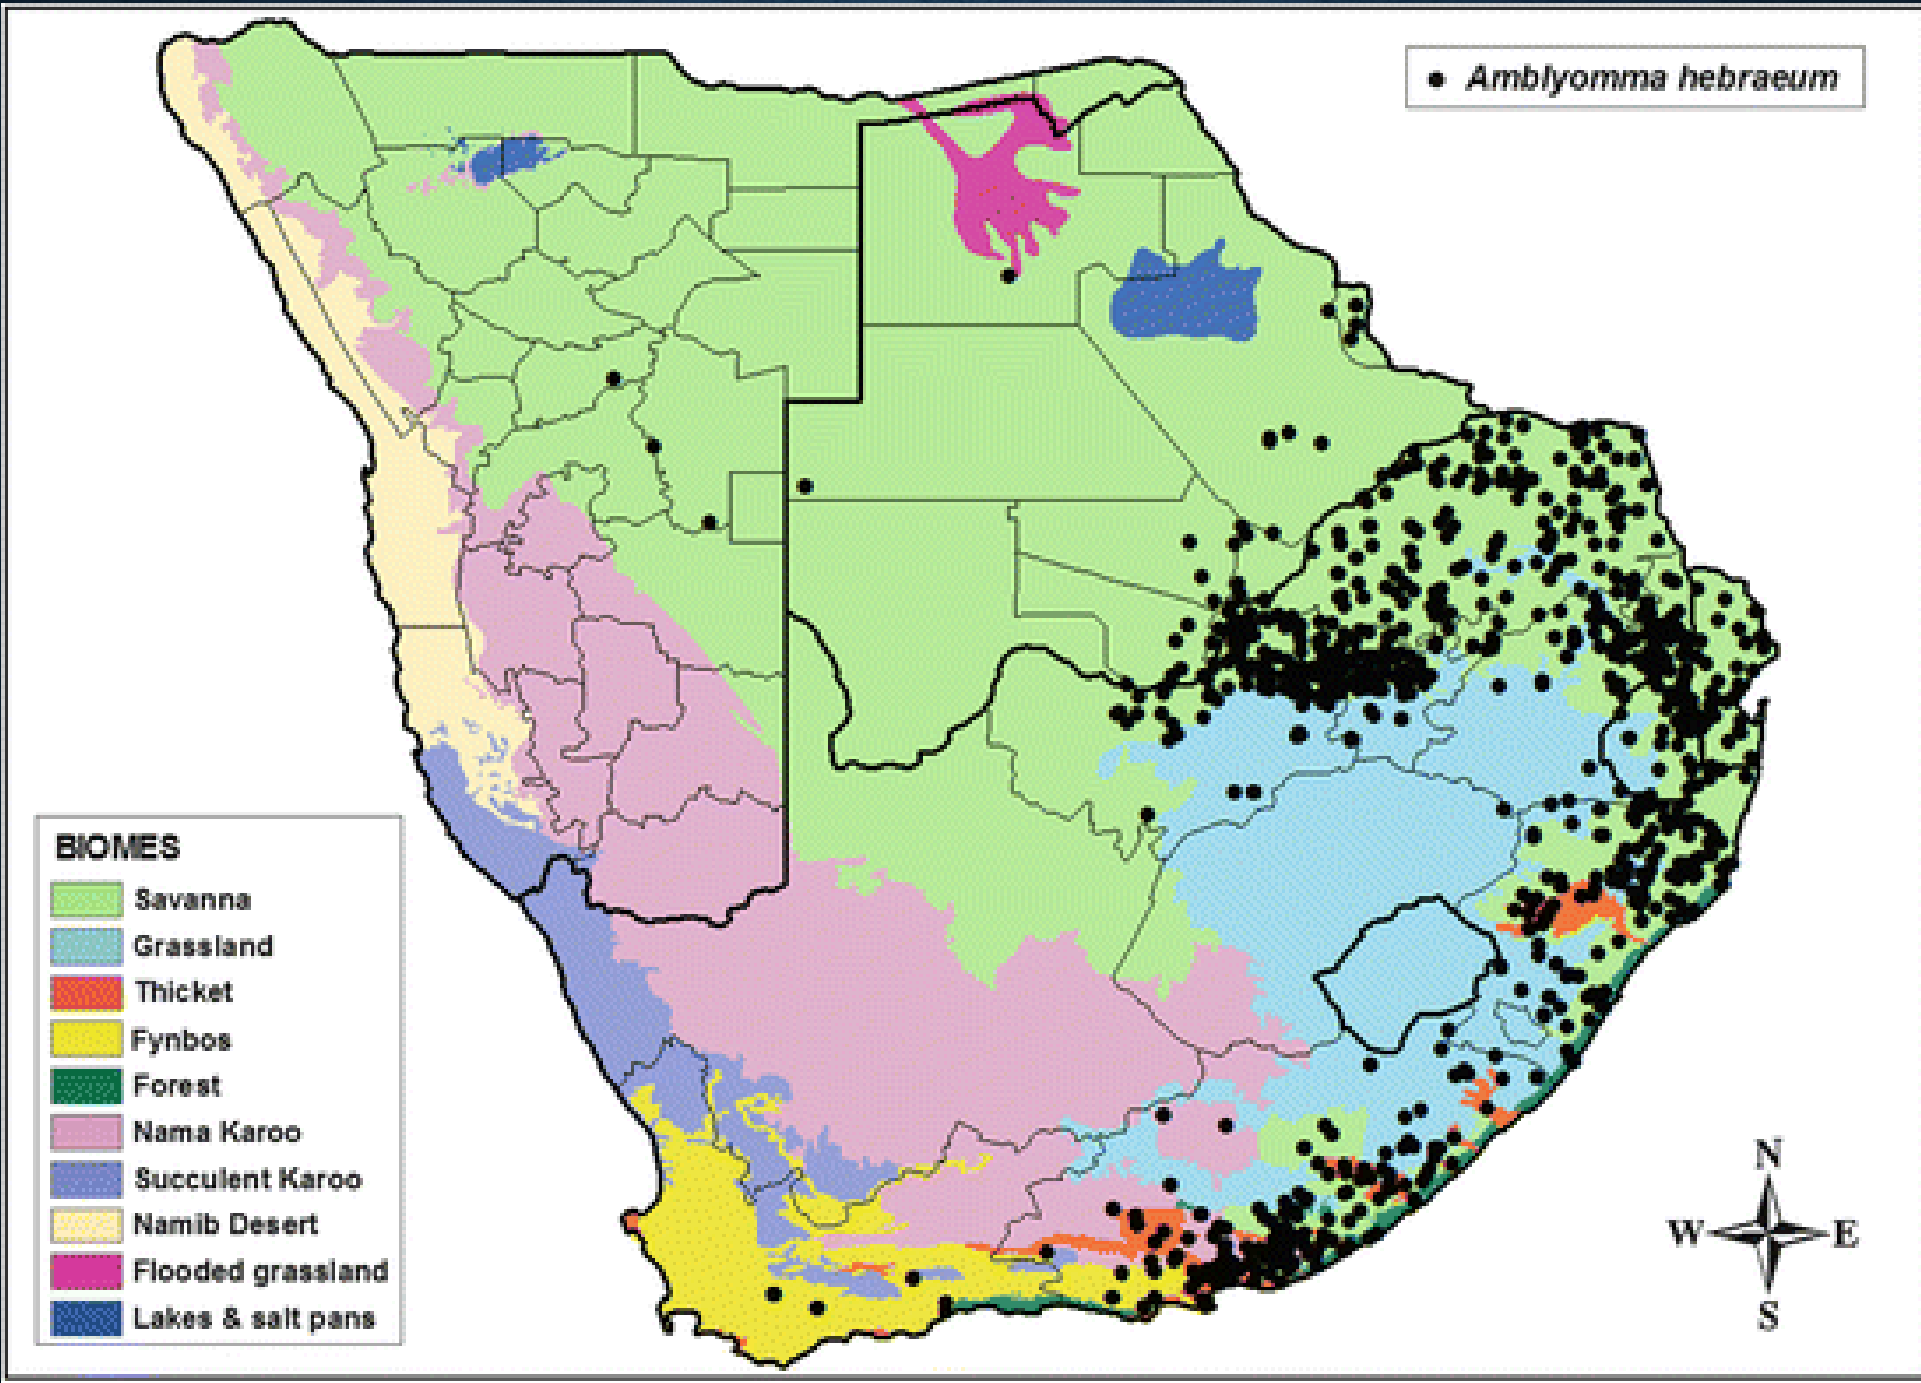 Amblyomma hebraeum
BIOMES
Savanna
Grassland
Thicket
Fynbos
Forest
Nama Karoo
Succulent Karoo
Namib Desert
Flooded grassland
Lakes & salt pans
N
W E
S